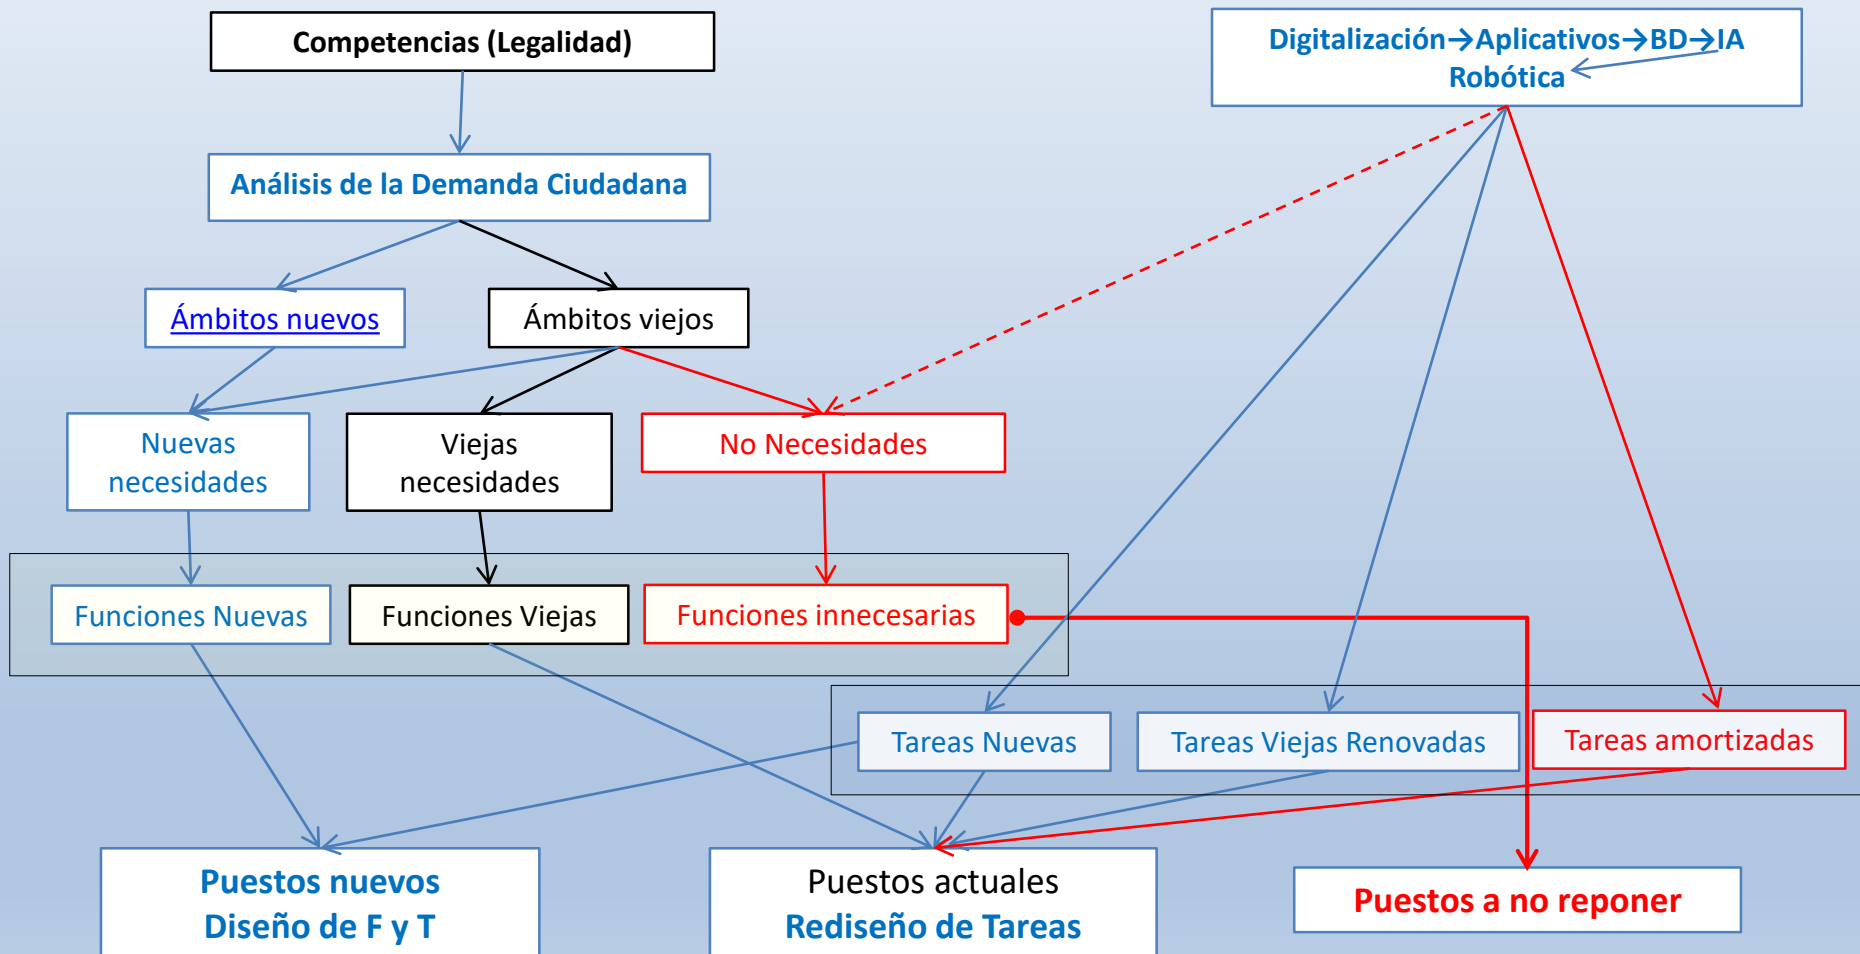 Competencias (Legalidad)
Digitalización→Aplicativos→BD→IA
Robótica
Análisis de la Demanda Ciudadana
Ámbitos nuevos
Ámbitos viejos
Nuevas
necesidades
Viejas
necesidades
No Necesidades
Funciones Nuevas
Funciones Viejas
Funciones innecesarias
Tareas Nuevas
Tareas Viejas Renovadas
Tareas amortizadas
Puestos nuevos
Diseño de F y T
Puestos actuales
Rediseño de Tareas
Puestos a no reponer